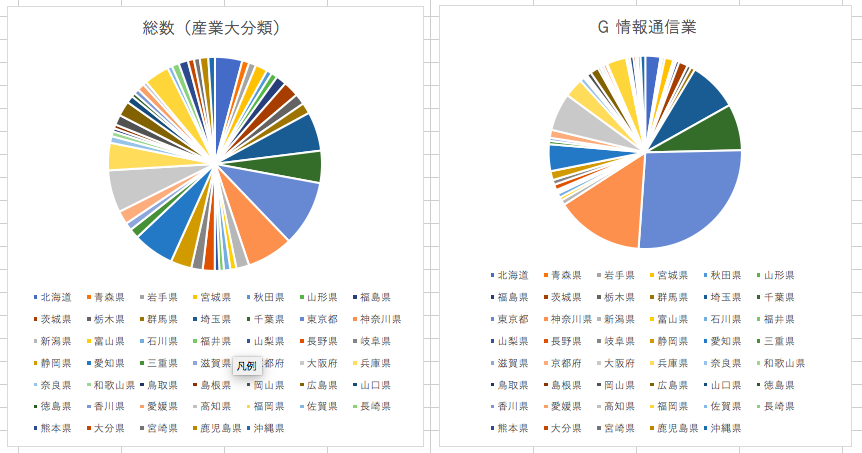 総数（産業大分類）
北海道 青森県 岩手県 宮城県 秋田県 山形県 福島県
茨城県 栃木県 群馬県 埼玉県 千葉県 東京都 神奈川県
新潟県 富山県 石川県 福井県 山梨県 長野県 岐阜県
静岡県 愛知県 三重県 滋賀県 都府 大阪府 兵庫県
凡例
奈良県 和歌山県 鳥取県 島根県 岡山県 広島県 山口県
徳島県 香川県 愛媛県 高知県 福岡県 佐賀県 長崎県
熊本県 大分県 宮崎県 鹿児島県 沖縄県
G 情報通信業
北海道 青森県 岩手県 宮城県 秋田県 山形県
福島県 茨城県 栃木県 群馬県 埼玉県 千葉県
東京都 神奈川県 新潟県 富山県 石川県 福井県
山梨県 長野県 岐阜県 静岡県 愛知県 三重県
滋賀県 京都府 大阪府 兵庫県 奈良県 和歌山県
鳥取県 島根県 岡山県 広島県 山口県 徳島県
香川県 愛媛県 高知県 福岡県 佐賀県 長崎県
熊本県 大分県 宮崎県 鹿児島県 沖縄県